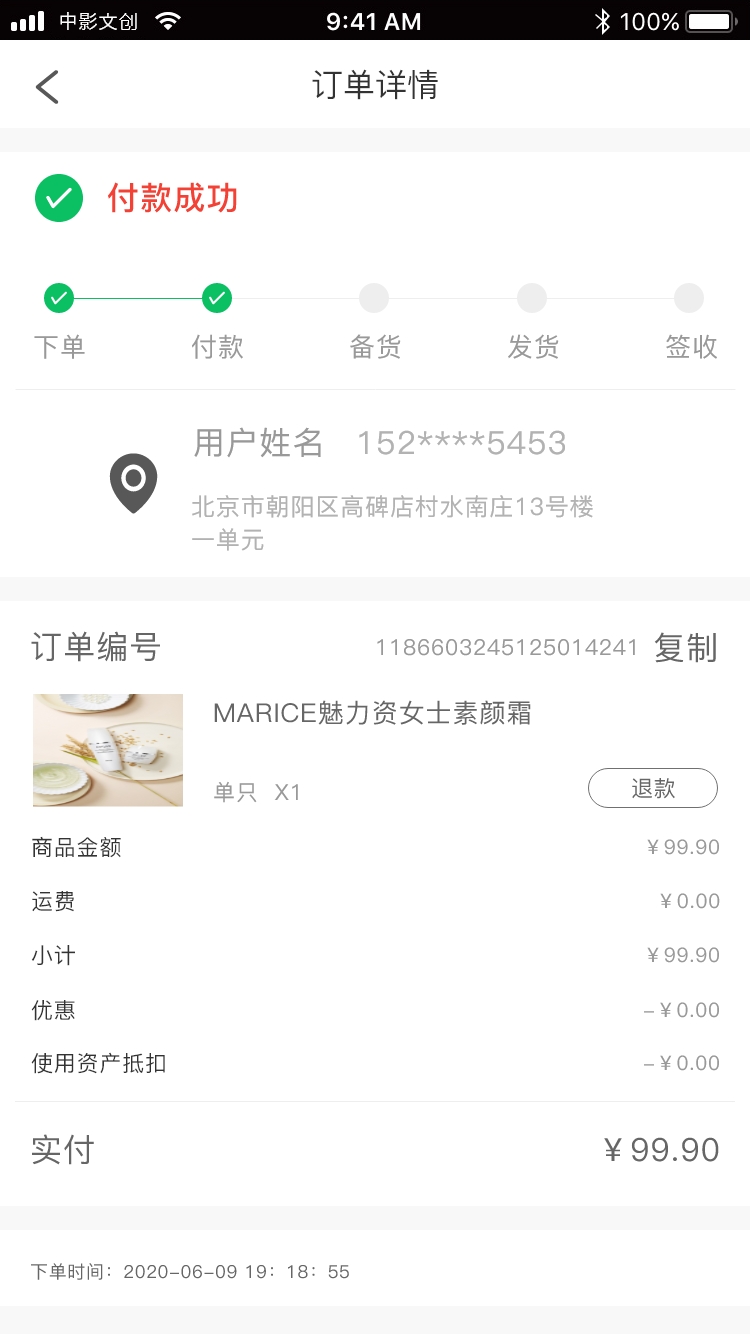 中影文创 9:41 AM 100%
订单详情
付款成功
下单 付款 备货 发货 签收
用户姓名 152****5453
北京市朝阳区高碑店村水南庄13号楼
一单元
订单编号 1186603245125014241 复制
MARICE魅力资女士素颜霜
单只 X1 退款
商品金额 ¥99.90
运费 ¥0.00
小计 ¥99.90
优惠 –¥0.00
使用资产抵扣 –¥0.00
实付 ¥99.90
下单时间：2020–06–09 19：18：55